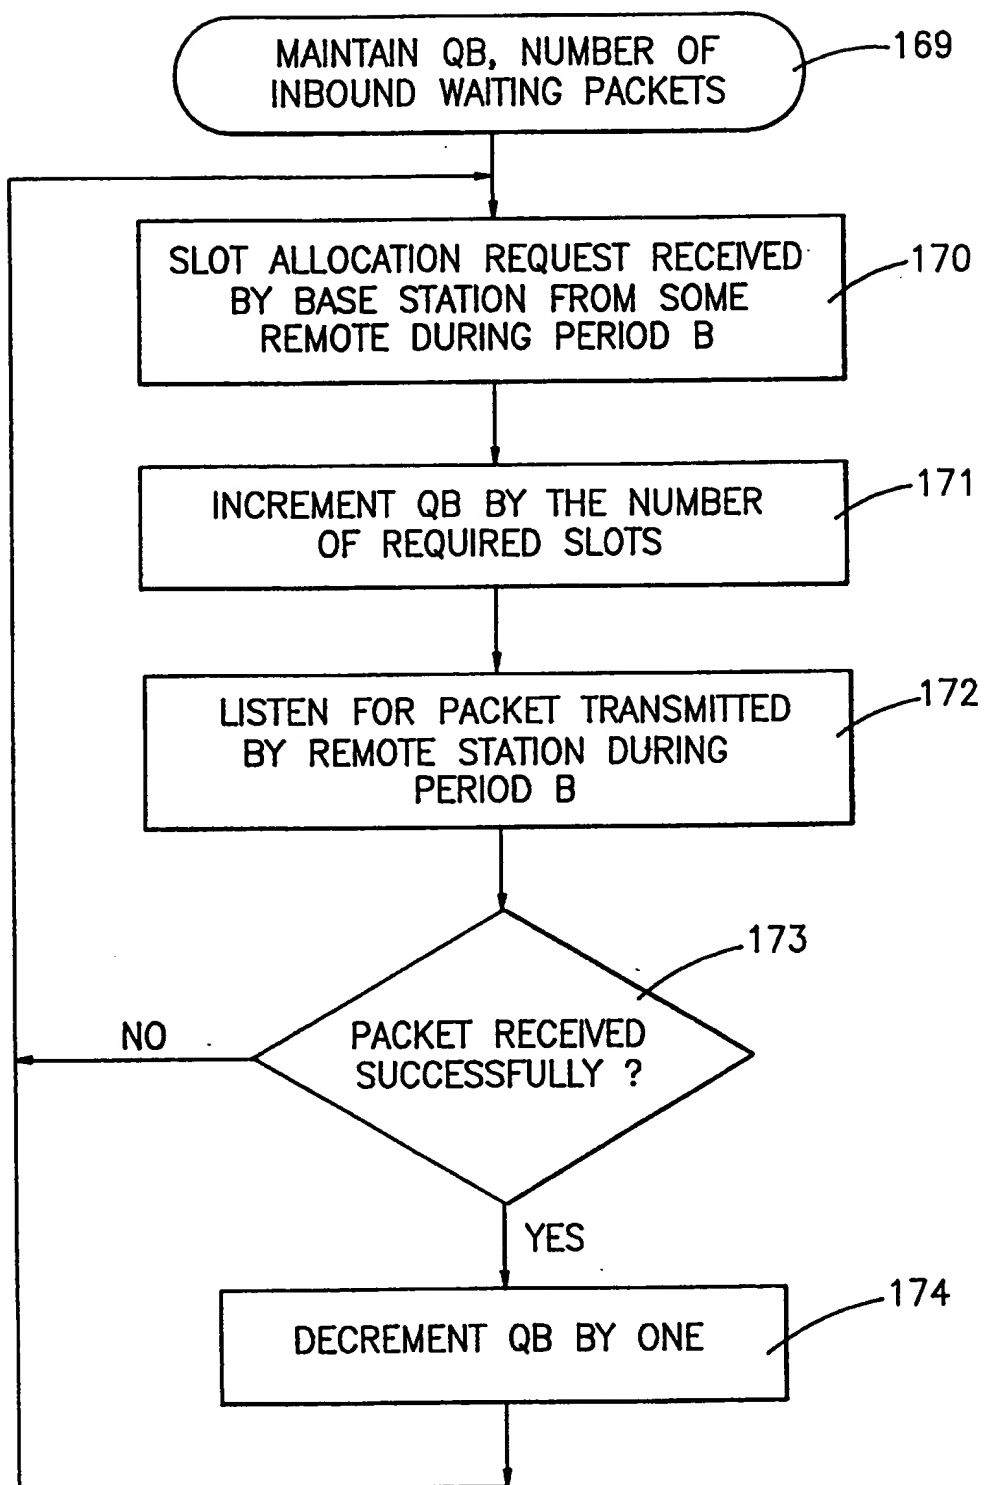 MAINTAIN QB, NUMBER OF
INBOUND WAITING PACKETS
169
SLOT ALLOCATION REQUEST RECEIVED
BY BASE STATION FROM SOME
REMOTE DURING PERIOD B
170
INCREMENT QB BY THE NUMBER
OF REQUIRED SLOTS
171
LISTEN FOR PACKET TRANSMITTED
BY REMOTE STATION DURING
PERIOD B
172
173
PACKET RECEIVED
SUCCESSFULLY ?
NO
YES
DECREMENT QB BY ONE
174